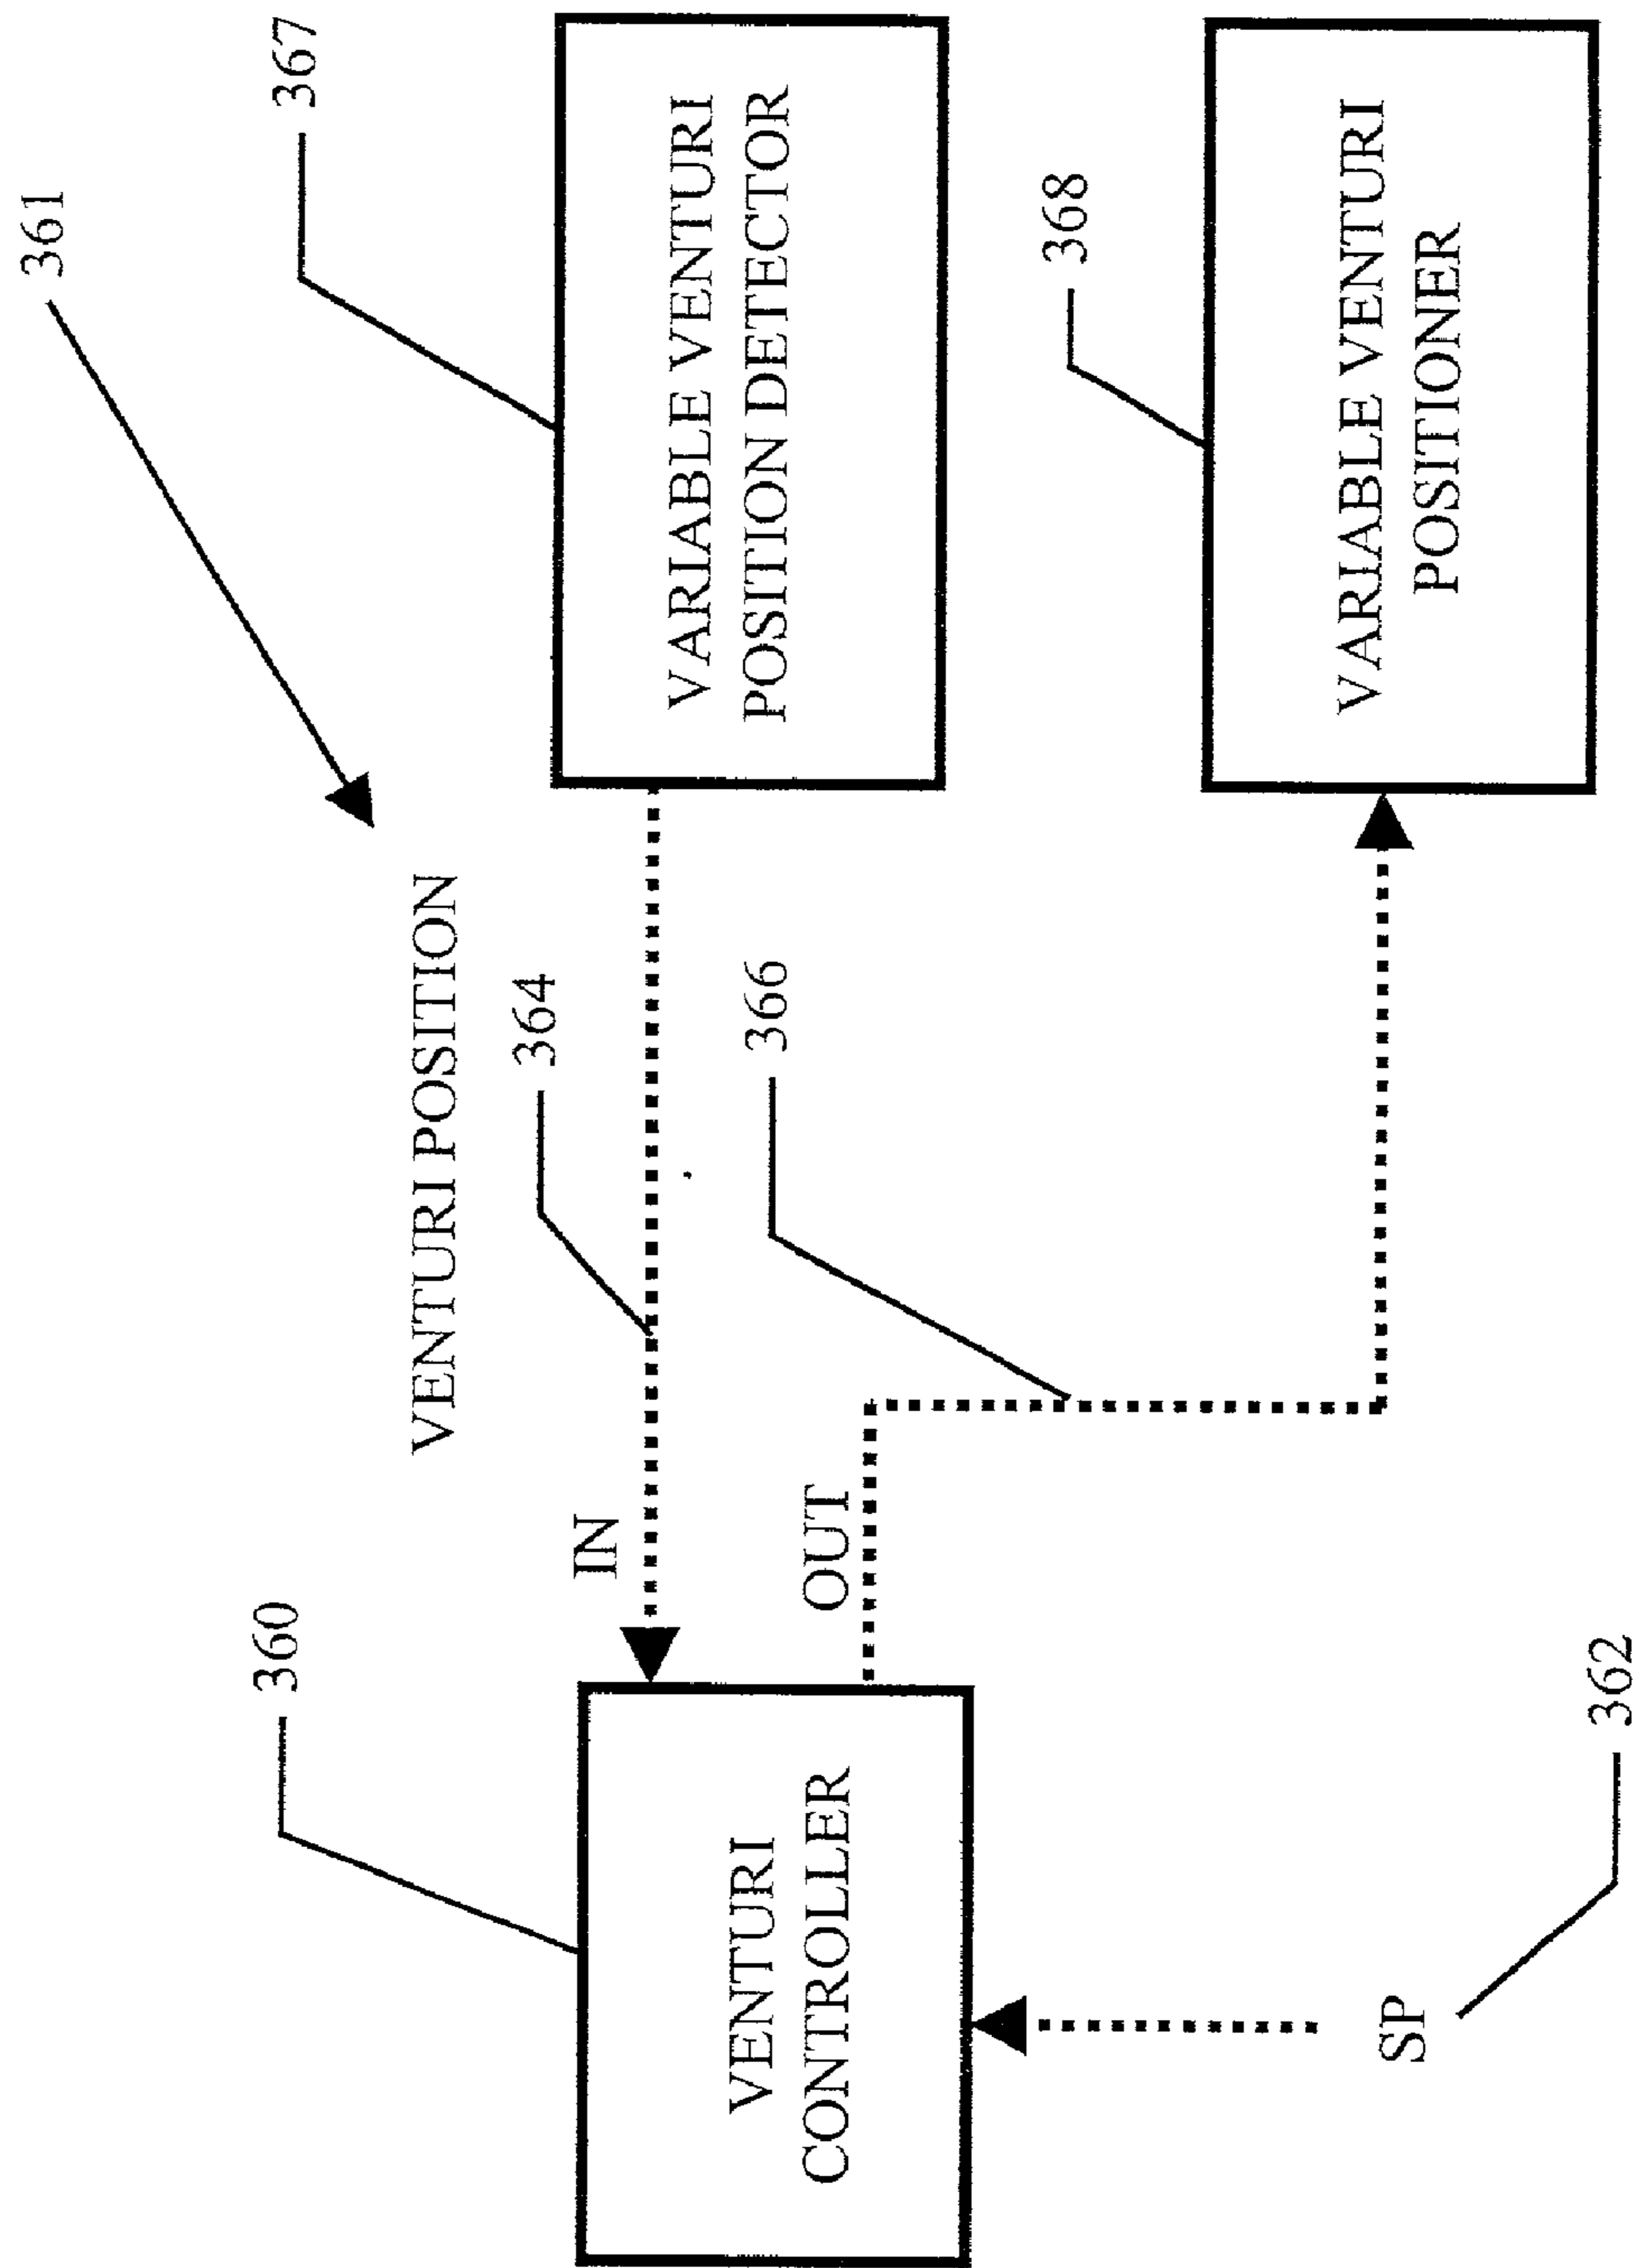 361
367
VARIABLE VENTURI
POSITION DETECTOR
VENTURI POSITION
364
IN
360
VENTURI
CONTROLLER
OUT
366
368
VARIABLE VENTURI
POSITIONER
SP
362